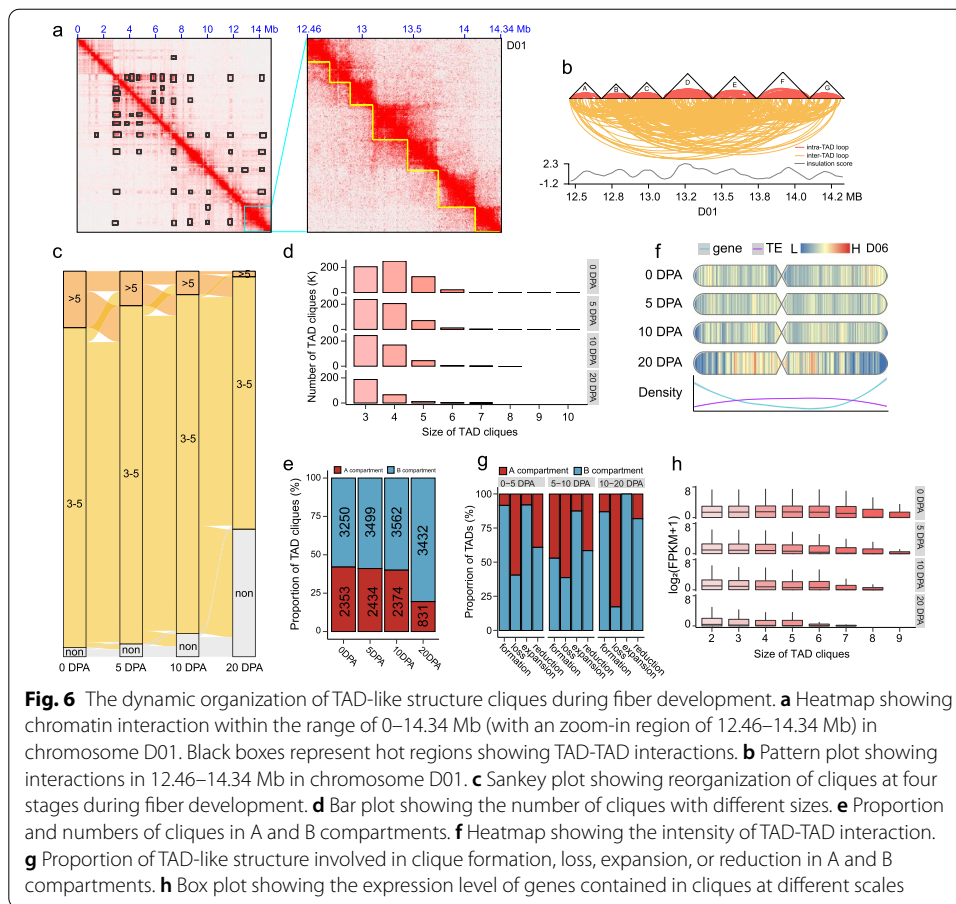 a
0 2 4 6 8 10 12 14 Mb
12.46 13 13.5 14 14.34 Mb
D01
b
A B C D E F G
intra-TAD loop
inter-TAD loop
insulation score
2.3
-1.2
12.5 12.8 13.0 13.2 13.5 13.8 14.0 14.2 MB
D01
c
>5 >5 >5 >5
3-5 3-5 3-5 3-5
non non non
0 DPA 5 DPA 10 DPA 20 DPA
d
Number of TAD cliques (K)
200
0
0 DPA
200
0
5 DPA
200
0
10 DPA
200
0
20 DPA
3 4 5 6 7 8 9 10
Size of TAD cliques
e
A compartment B compartment
Proportion of TAD cliques (%)
100
75
50
25
0
3250 3499 3562 3432
2353 2434 2374 831
0DPA 5DPA 10DPA 20DPA
f
gene TE L H D06
0 DPA
5 DPA
10 DPA
20 DPA
Density
g
A compartment B compartment
0−5 DPA 5−10 DPA 10−20 DPA
Proportion of TADs (%)
100
75
50
25
0
formation loss expansion reduction formation loss expansion reduction formation loss expansion reduction
h
log₂(FPKM+1)
8
0
0 DPA
8
0
5 DPA
8
0
10 DPA
8
0
20 DPA
2 3 4 5 6 7 8 9
Size of TAD cliques
Fig. 6 The dynamic organization of TAD-like structure cliques during fiber development. a Heatmap showing
chromatin interaction within the range of 0–14.34 Mb (with an zoom-in region of 12.46–14.34 Mb) in
chromosome D01. Black boxes represent hot regions showing TAD-TAD interactions. b Pattern plot showing
interactions in 12.46–14.34 Mb in chromosome D01. c Sankey plot showing reorganization of cliques at four
stages during fiber development. d Bar plot showing the number of cliques with different sizes. e Proportion
and numbers of cliques in A and B compartments. f Heatmap showing the intensity of TAD-TAD interaction.
g Proportion of TAD-like structure involved in clique formation, loss, expansion, or reduction in A and B
compartments. h Box plot showing the expression level of genes contained in cliques at different scales